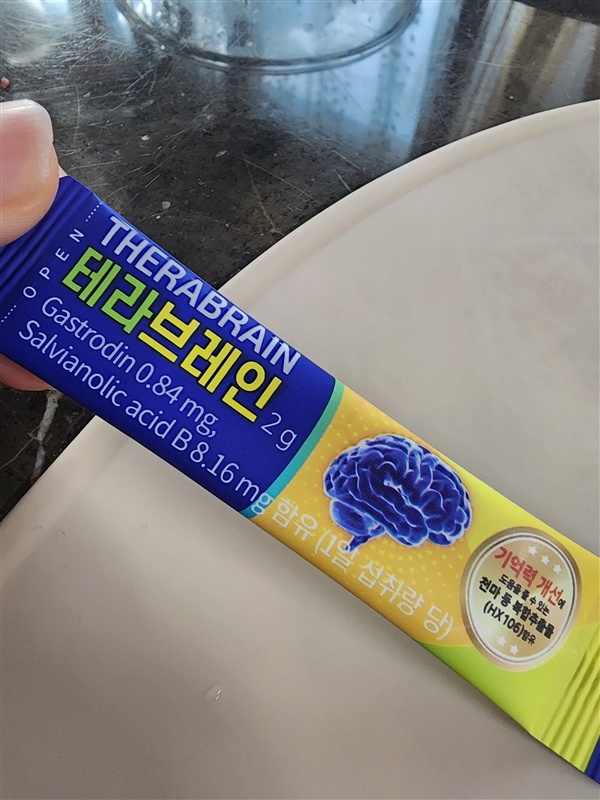 OPEN
THERABRAIN
테라브레인 2 g
Gastrodin 0.84 mg,
Salvianolic acid B 8.16 mg 함유 (1일 섭취량 당)
기억력 개선에
도움을 줄 수 있는
천마 등 복합추출물
(HX106)함유